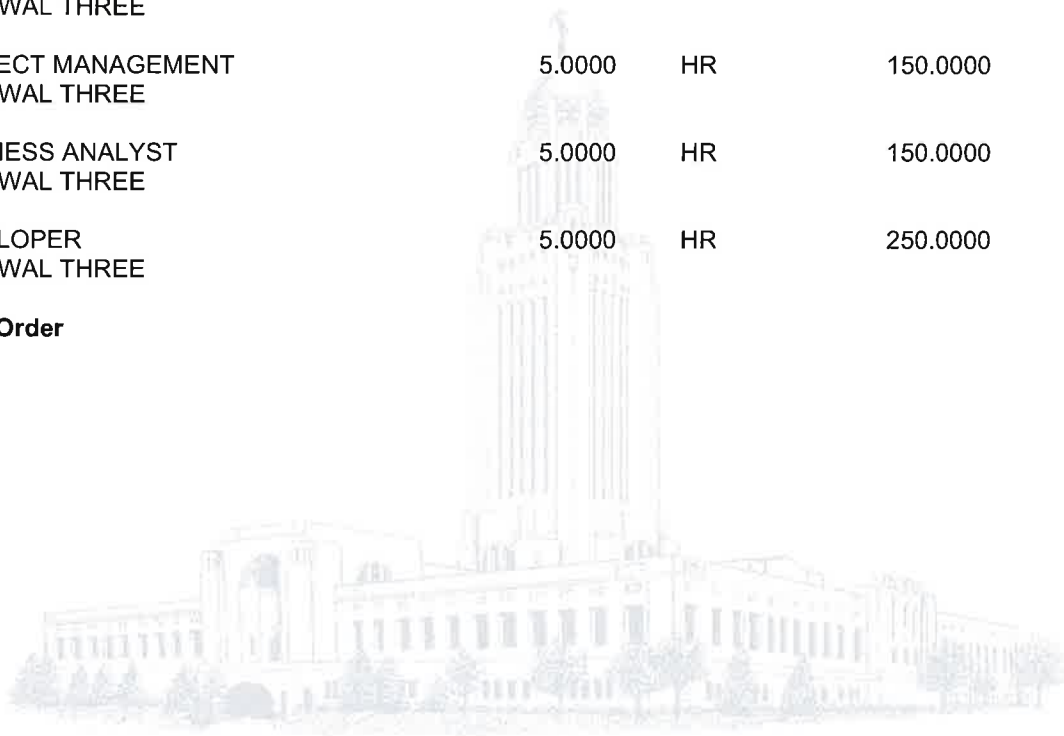 WAL THREE
ECT MANAGEMENT 5.0000 HR 150.0000
WAL THREE
IESS ANALYST 5.0000 HR 150.0000
WAL THREE
LOPER 5.0000 HR 250.0000
WAL THREE
Order